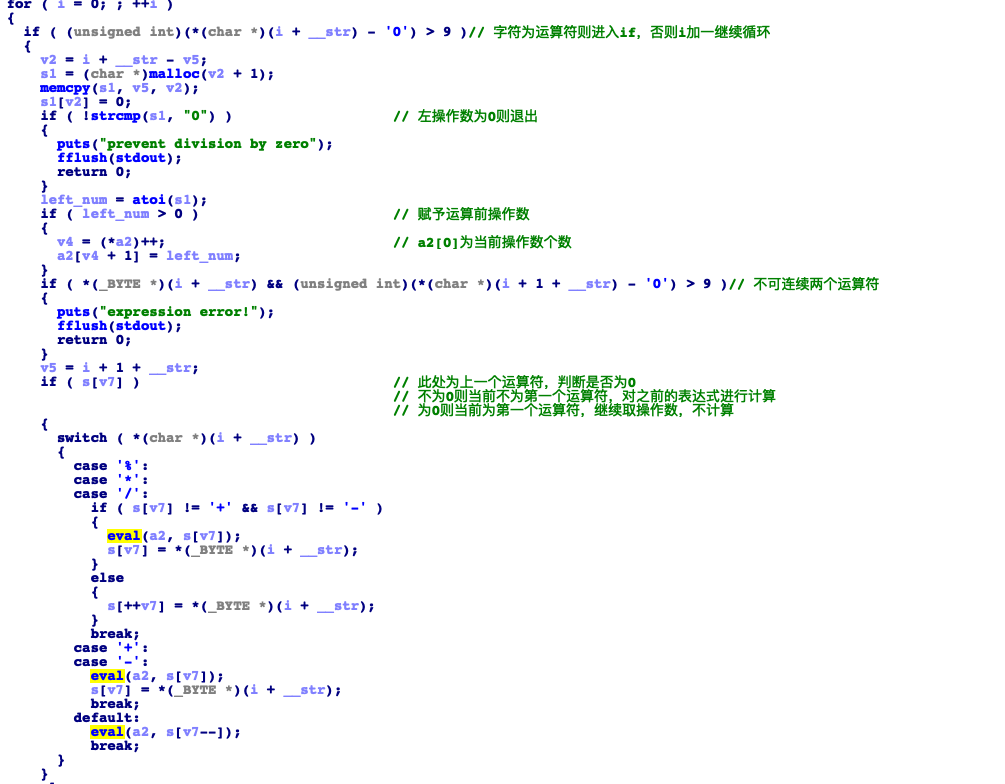 for ( i = 0; ; ++i )
{
if ( (unsigned int)(*(char *)(i + __str) - '0') > 9 )// 字符为运算符则进入if，否则i加一继续循环
{
v2 = i + __str - v5;
s1 = (char *)malloc(v2 + 1);
memcpy(s1, v5, v2);
s1[v2] = 0;
if ( !strcmp(s1, "0") ) // 左操作数为0则退出
{
puts("prevent division by zero");
fflush(stdout);
return 0;
}
left_num = atoi(s1);
if ( left_num > 0 ) // 赋予运算前操作数
{
v4 = (*a2)++; // a2[0]为当前操作数个数
a2[v4 + 1] = left_num;
}
if ( *(_BYTE *)(i + __str) && (unsigned int)(*(char *)(i + 1 + __str) - '0') > 9 )// 不可连续两个运算符
{
puts("expression error!");
fflush(stdout);
return 0;
}
v5 = i + 1 + __str;
if ( s[v7] ) // 此处为上一个运算符，判断是否为0
// 不为0则当前不为第一个运算符，对之前的表达式进行计算
// 为0则当前为第一个运算符，继续取操作数，不计算
{
switch ( *(char *)(i + __str) )
{
case '%':
case '*':
case '/':
if ( s[v7] != '+' && s[v7] != '-' )
{
eval(a2, s[v7]);
s[v7] = *(_BYTE *)(i + __str);
}
else
{
s[++v7] = *(_BYTE *)(i + __str);
}
break;
case '+':
case '-':
eval(a2, s[v7]);
s[v7] = *(_BYTE *)(i + __str);
break;
default:
eval(a2, s[v7--]);
break;
}
}